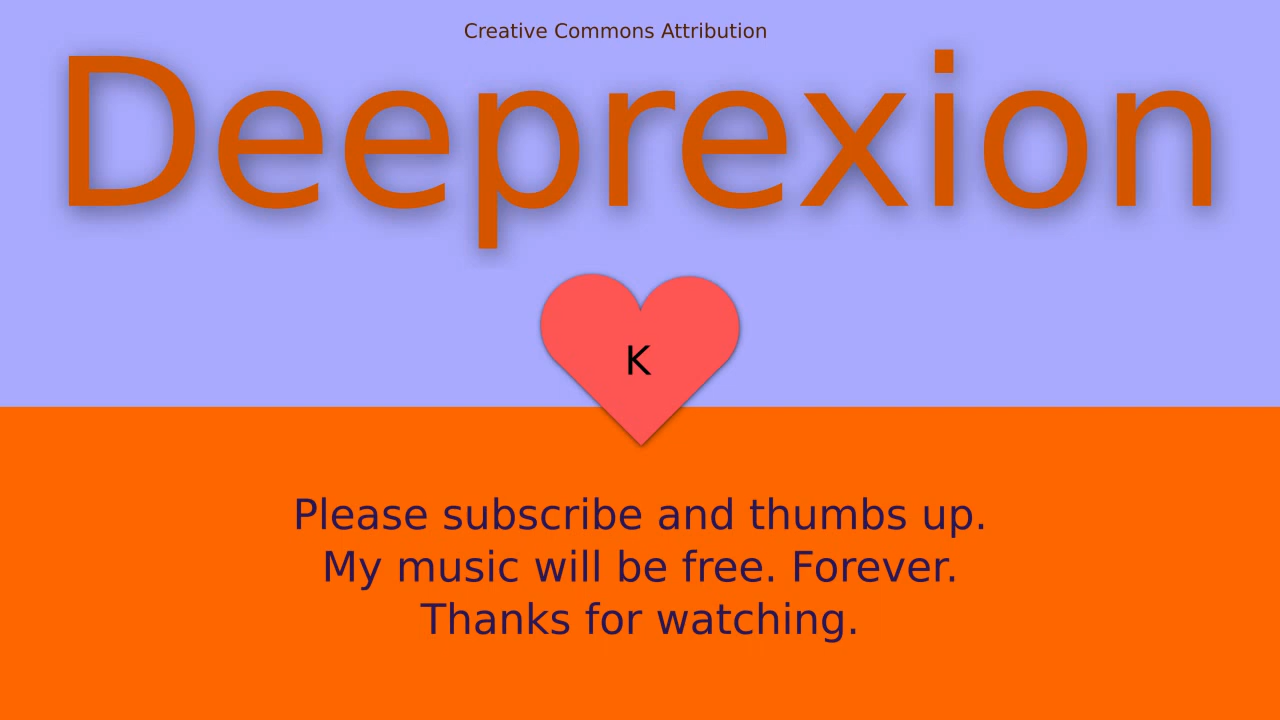 Creative Commons Attribution
Deeprexion
K
Please subscribe and thumbs up.
My music will be free. Forever.
Thanks for watching.